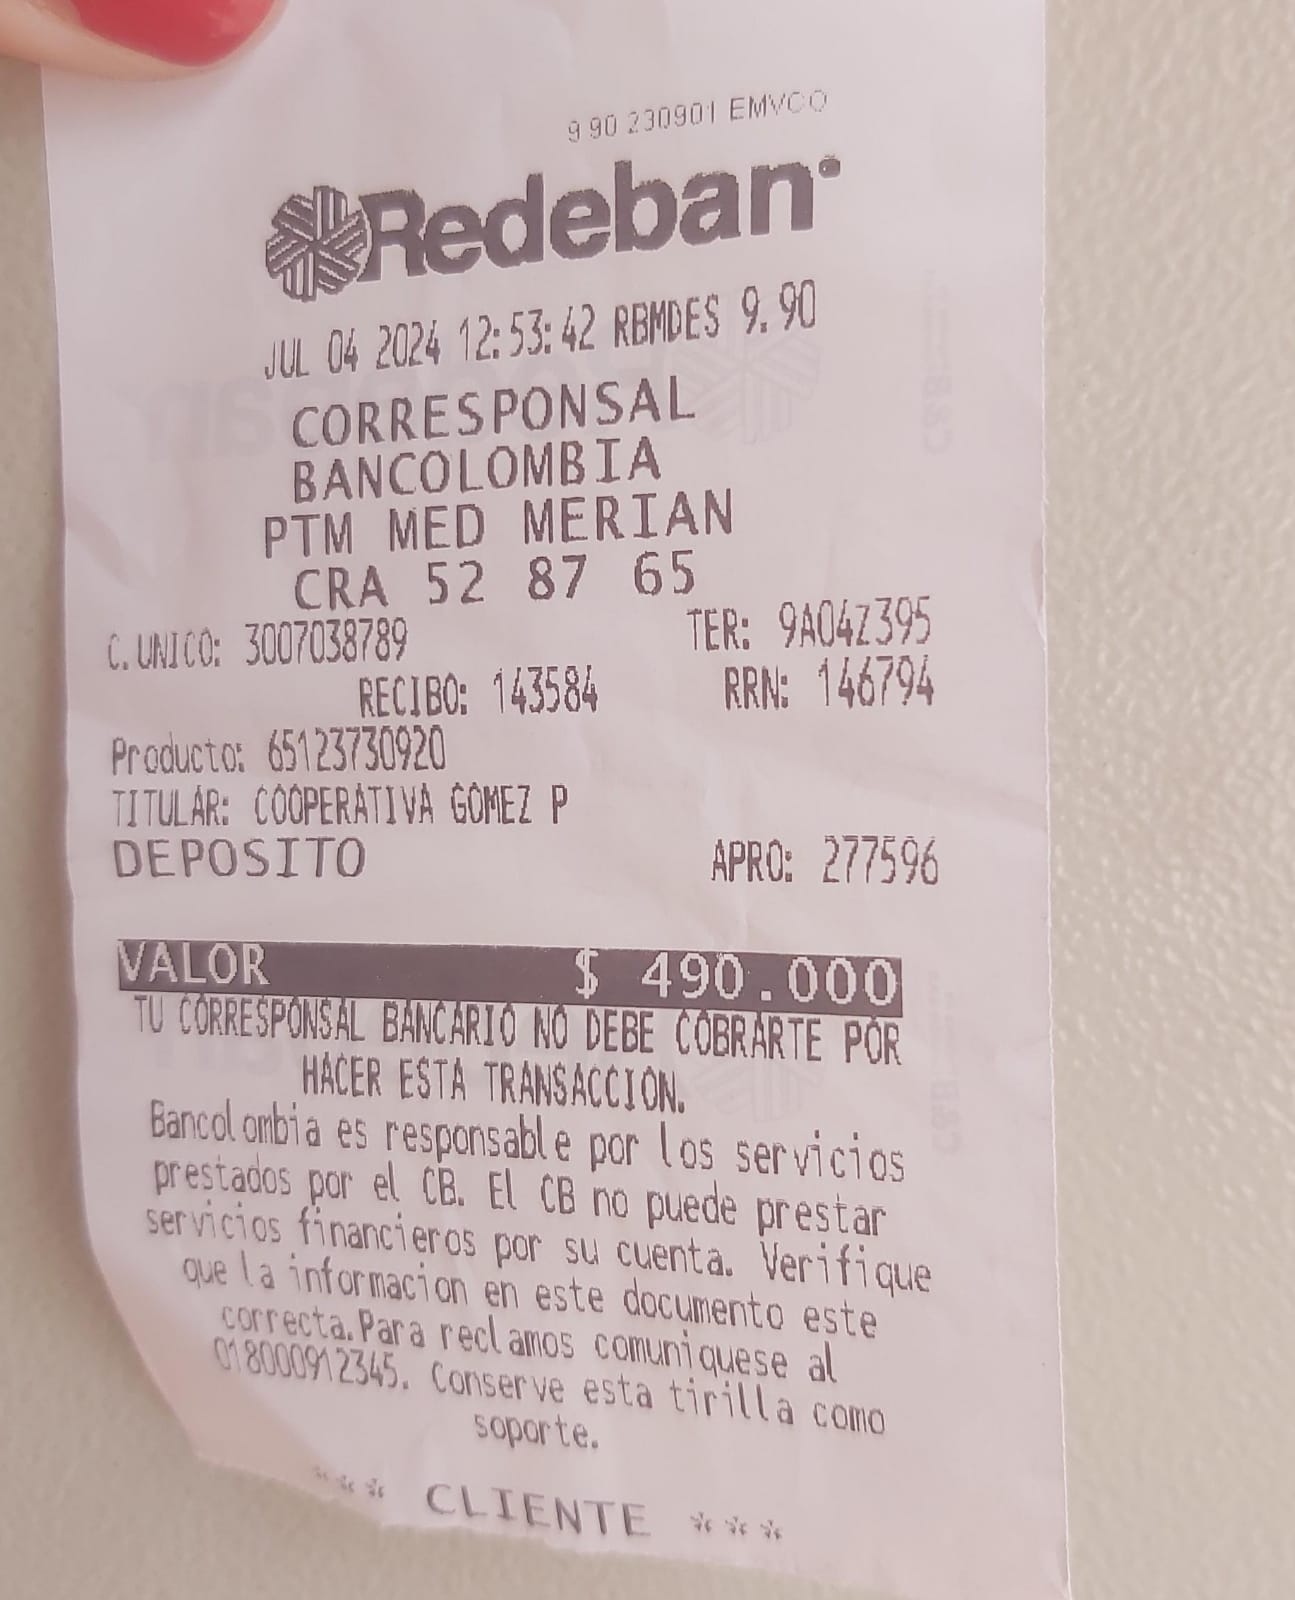 9 90 230901 EMVCO
Redeban
JUL 04 2024 12:53:42 RBMDES 9.90
CORRESPONSAL
BANCOLOMBIA
PTM MED MERIAN
CRA 52 87 65
C. UNICO: 3007038789 TER: 9A04Z395
RECIBO: 143584 RRN: 146794
Producto: 65123730920
TITULAR: COOPERATIVA GOMEZ P
DEPOSITO APRO: 277596
VALOR $ 490.000
TU CORRESPONSAL BANCARIO NO DEBE COBRARTE POR
HACER ESTA TRANSACCION.
Bancolombia es responsable por los servicios
prestados por el CB. El CB no puede prestar
servicios financieros por su cuenta. Verifique
que la informacion en este documento este
correcta. Para reclamos comuniquese al
018000912345. Conserve esta tirilla como
soporte.
*** CLIENTE ***